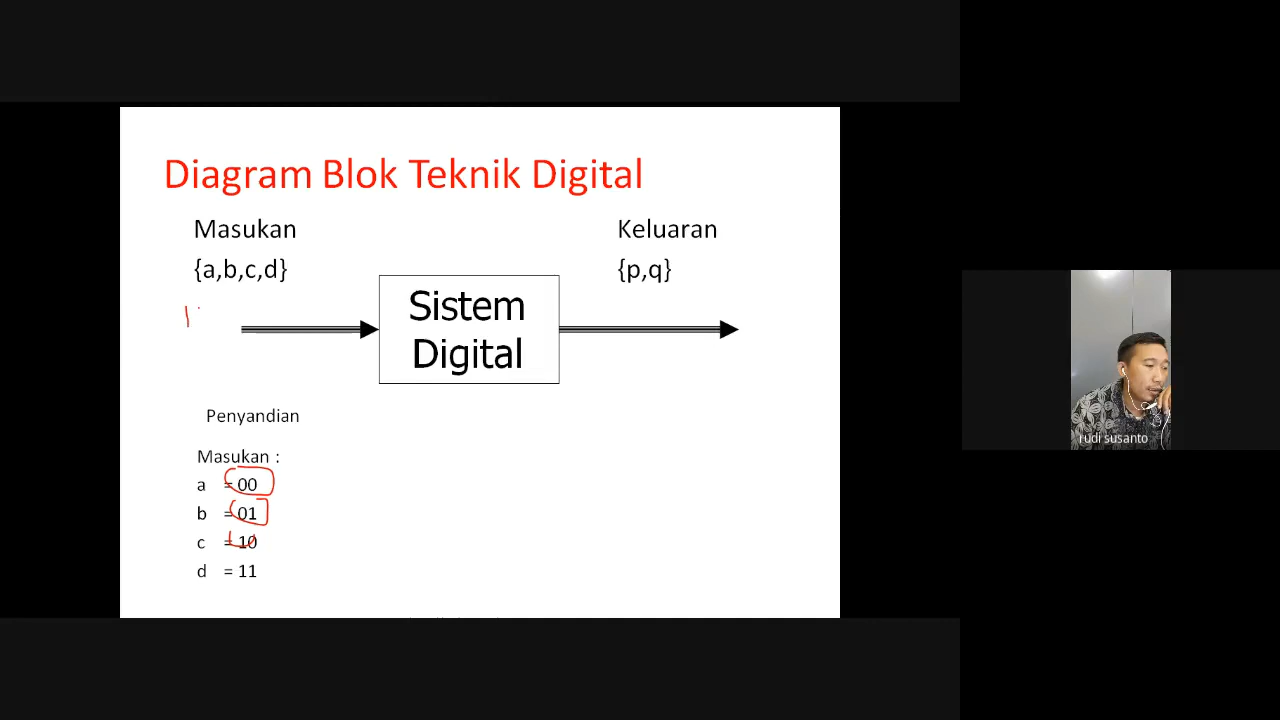 Diagram Blok Teknik Digital
Masukan
Keluaran
{a,b,c,d}
{p,q}
Sistem
Digital
Penyandian
Masukan :
a = 00
b = 01
c = 10
d = 11
rudi susanto